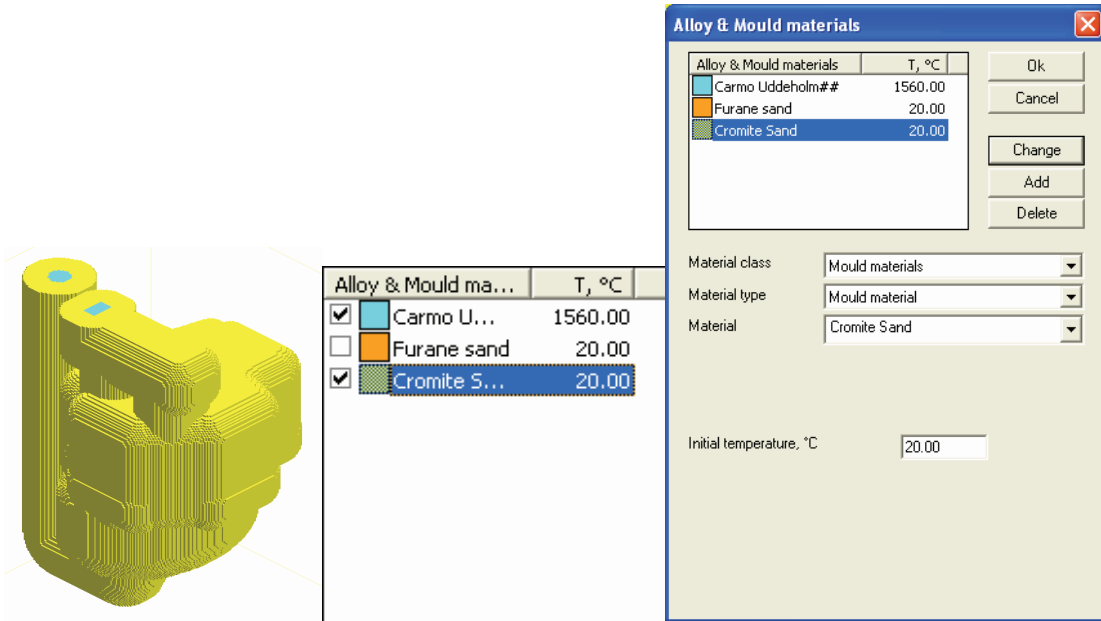 Alloy & Mould ma... T, °C
Carmo U... 1560.00
Furane sand 20.00
Cromite S... 20.00
Alloy & Mould materials
Alloy & Mould materials T, °C
Carmo Uddeholm## 1560.00
Furane sand 20.00
Cromite Sand 20.00
Ok
Cancel
Change
Add
Delete
Material class Mould materials
Material type Mould material
Material Cromite Sand
Initial temperature, °C 20.00